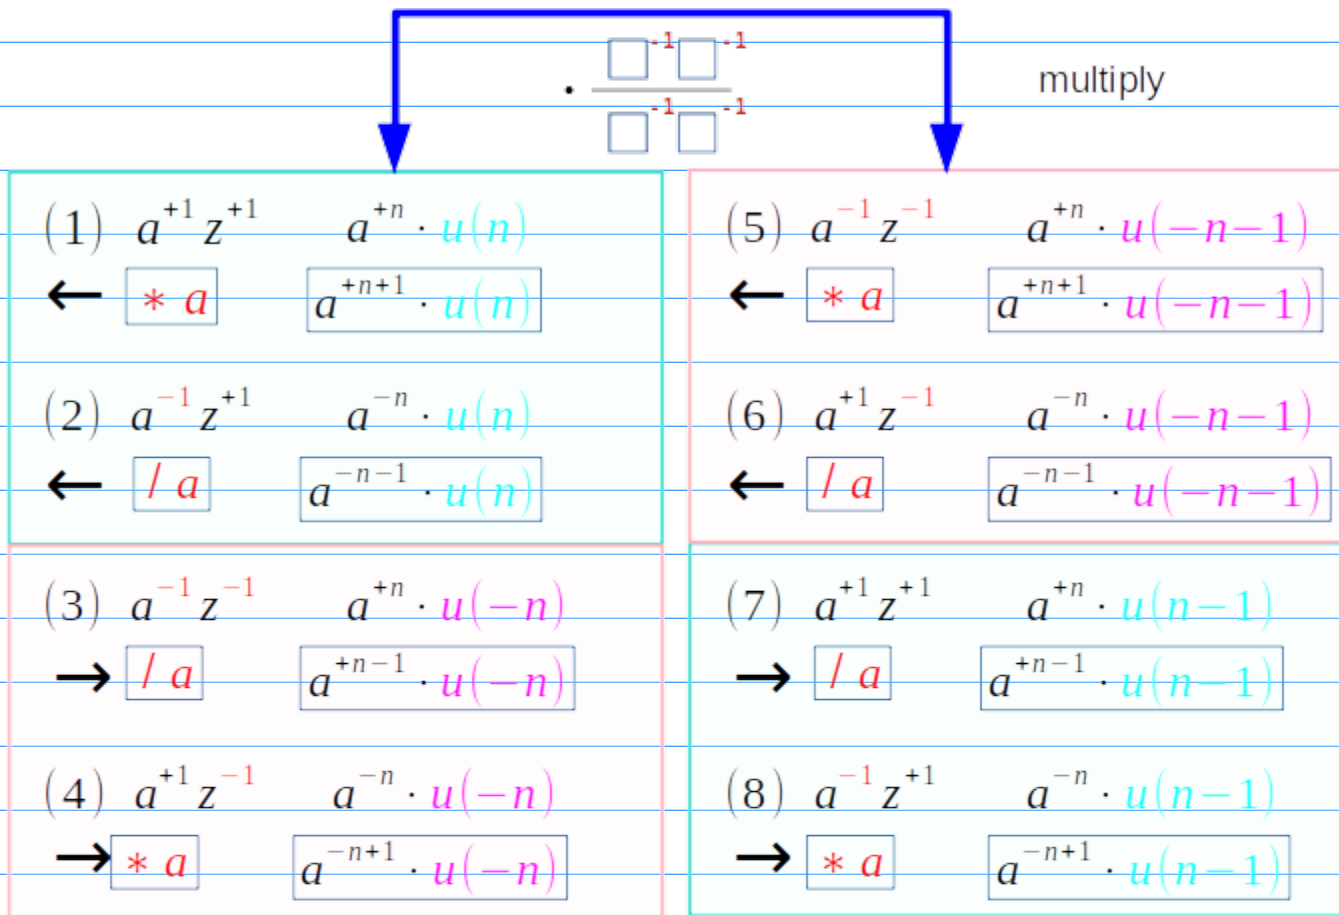 □⁻¹ □⁻¹
· ――― multiply
□⁻¹ □⁻¹
(1) a⁺¹ z⁺¹ a⁺ⁿ · u(n)
← * a a⁺ⁿ⁺¹ · u(n)
(2) a⁻¹ z⁺¹ a⁻ⁿ · u(n)
← / a a⁻ⁿ⁻¹ · u(n)
(3) a⁻¹ z⁻¹ a⁺ⁿ · u(−n)
→ / a a⁺ⁿ⁻¹ · u(−n)
(4) a⁺¹ z⁻¹ a⁻ⁿ · u(−n)
→ * a a⁻ⁿ⁺¹ · u(−n)
(5) a⁻¹ z⁻¹ a⁺ⁿ · u(−n−1)
← * a a⁺ⁿ⁺¹ · u(−n−1)
(6) a⁺¹ z⁻¹ a⁻ⁿ · u(−n−1)
← / a a⁻ⁿ⁻¹ · u(−n−1)
(7) a⁺¹ z⁺¹ a⁺ⁿ · u(n−1)
→ / a a⁺ⁿ⁻¹ · u(n−1)
(8) a⁻¹ z⁺¹ a⁻ⁿ · u(n−1)
→ * a a⁻ⁿ⁺¹ · u(n−1)